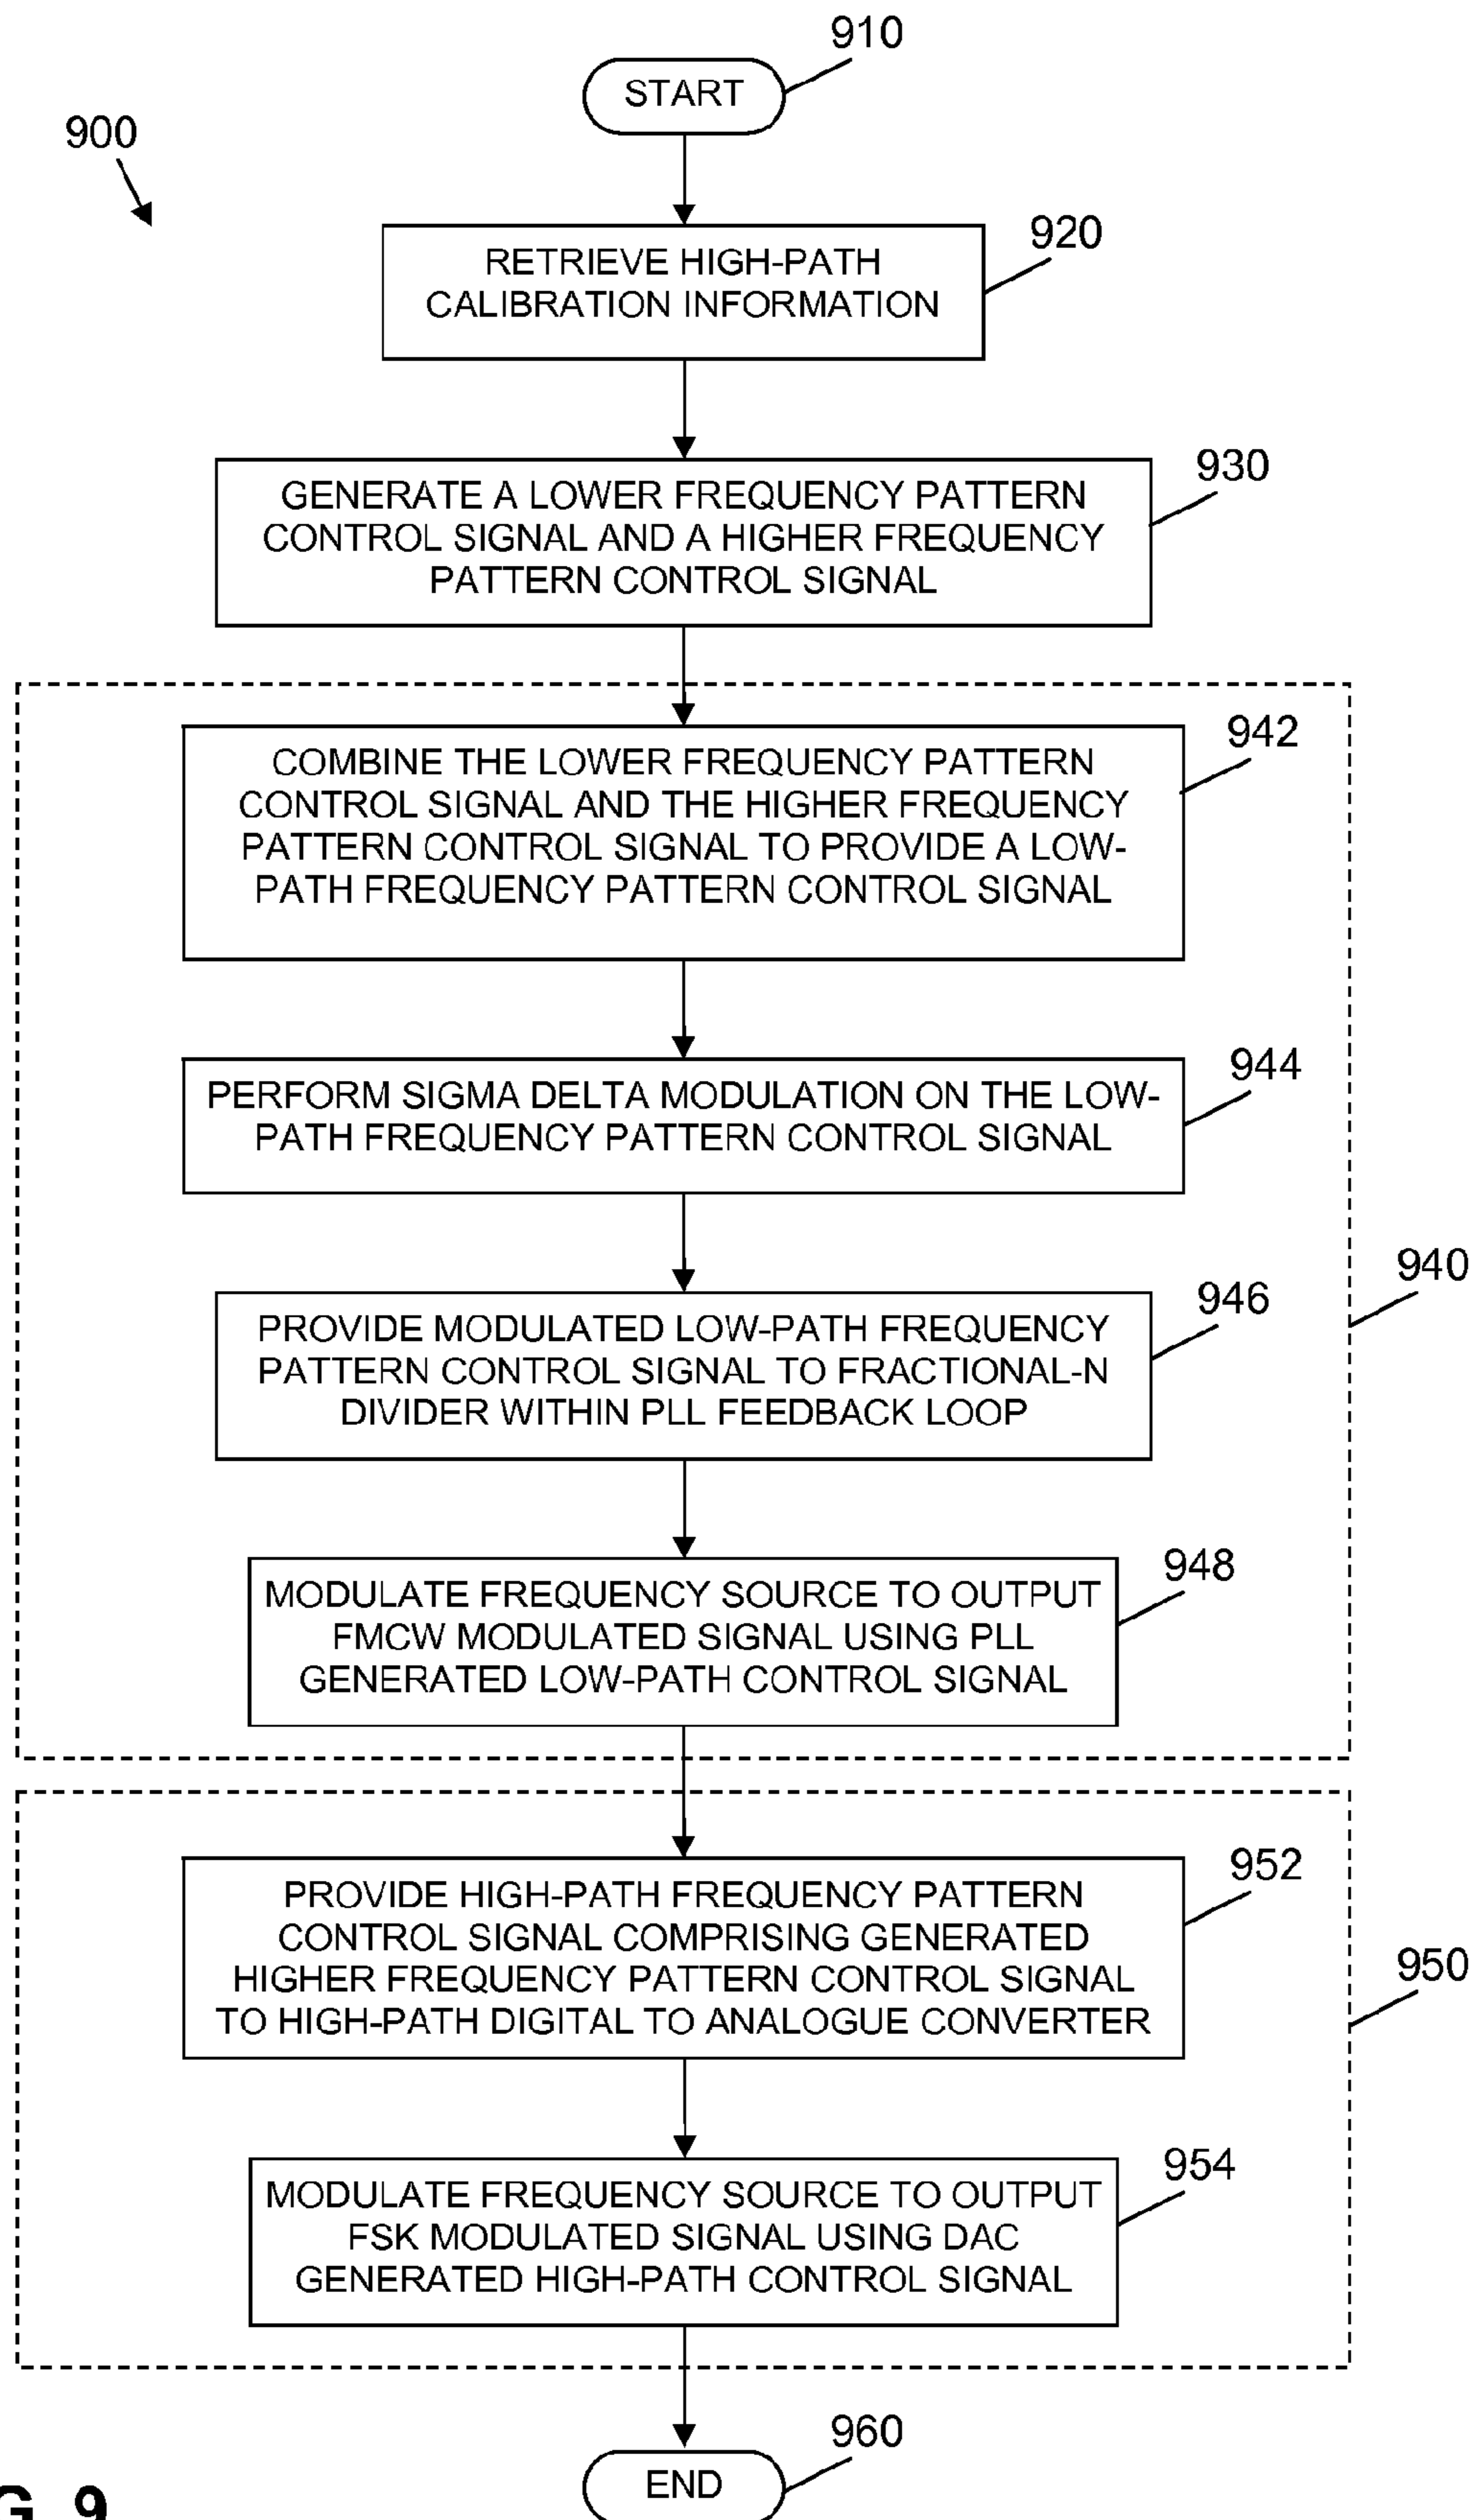 910
START
900
920
RETRIEVE HIGH-PATH
CALIBRATION INFORMATION
930
GENERATE A LOWER FREQUENCY PATTERN
CONTROL SIGNAL AND A HIGHER FREQUENCY
PATTERN CONTROL SIGNAL
942
COMBINE THE LOWER FREQUENCY PATTERN
CONTROL SIGNAL AND THE HIGHER FREQUENCY
PATTERN CONTROL SIGNAL TO PROVIDE A LOW-
PATH FREQUENCY PATTERN CONTROL SIGNAL
944
PERFORM SIGMA DELTA MODULATION ON THE LOW-
PATH FREQUENCY PATTERN CONTROL SIGNAL
940
946
PROVIDE MODULATED LOW-PATH FREQUENCY
PATTERN CONTROL SIGNAL TO FRACTIONAL-N
DIVIDER WITHIN PLL FEEDBACK LOOP
948
MODULATE FREQUENCY SOURCE TO OUTPUT
FMCW MODULATED SIGNAL USING PLL
GENERATED LOW-PATH CONTROL SIGNAL
952
PROVIDE HIGH-PATH FREQUENCY PATTERN
CONTROL SIGNAL COMPRISING GENERATED
HIGHER FREQUENCY PATTERN CONTROL SIGNAL
TO HIGH-PATH DIGITAL TO ANALOGUE CONVERTER
950
954
MODULATE FREQUENCY SOURCE TO OUTPUT
FSK MODULATED SIGNAL USING DAC
GENERATED HIGH-PATH CONTROL SIGNAL
960
END
G. 9